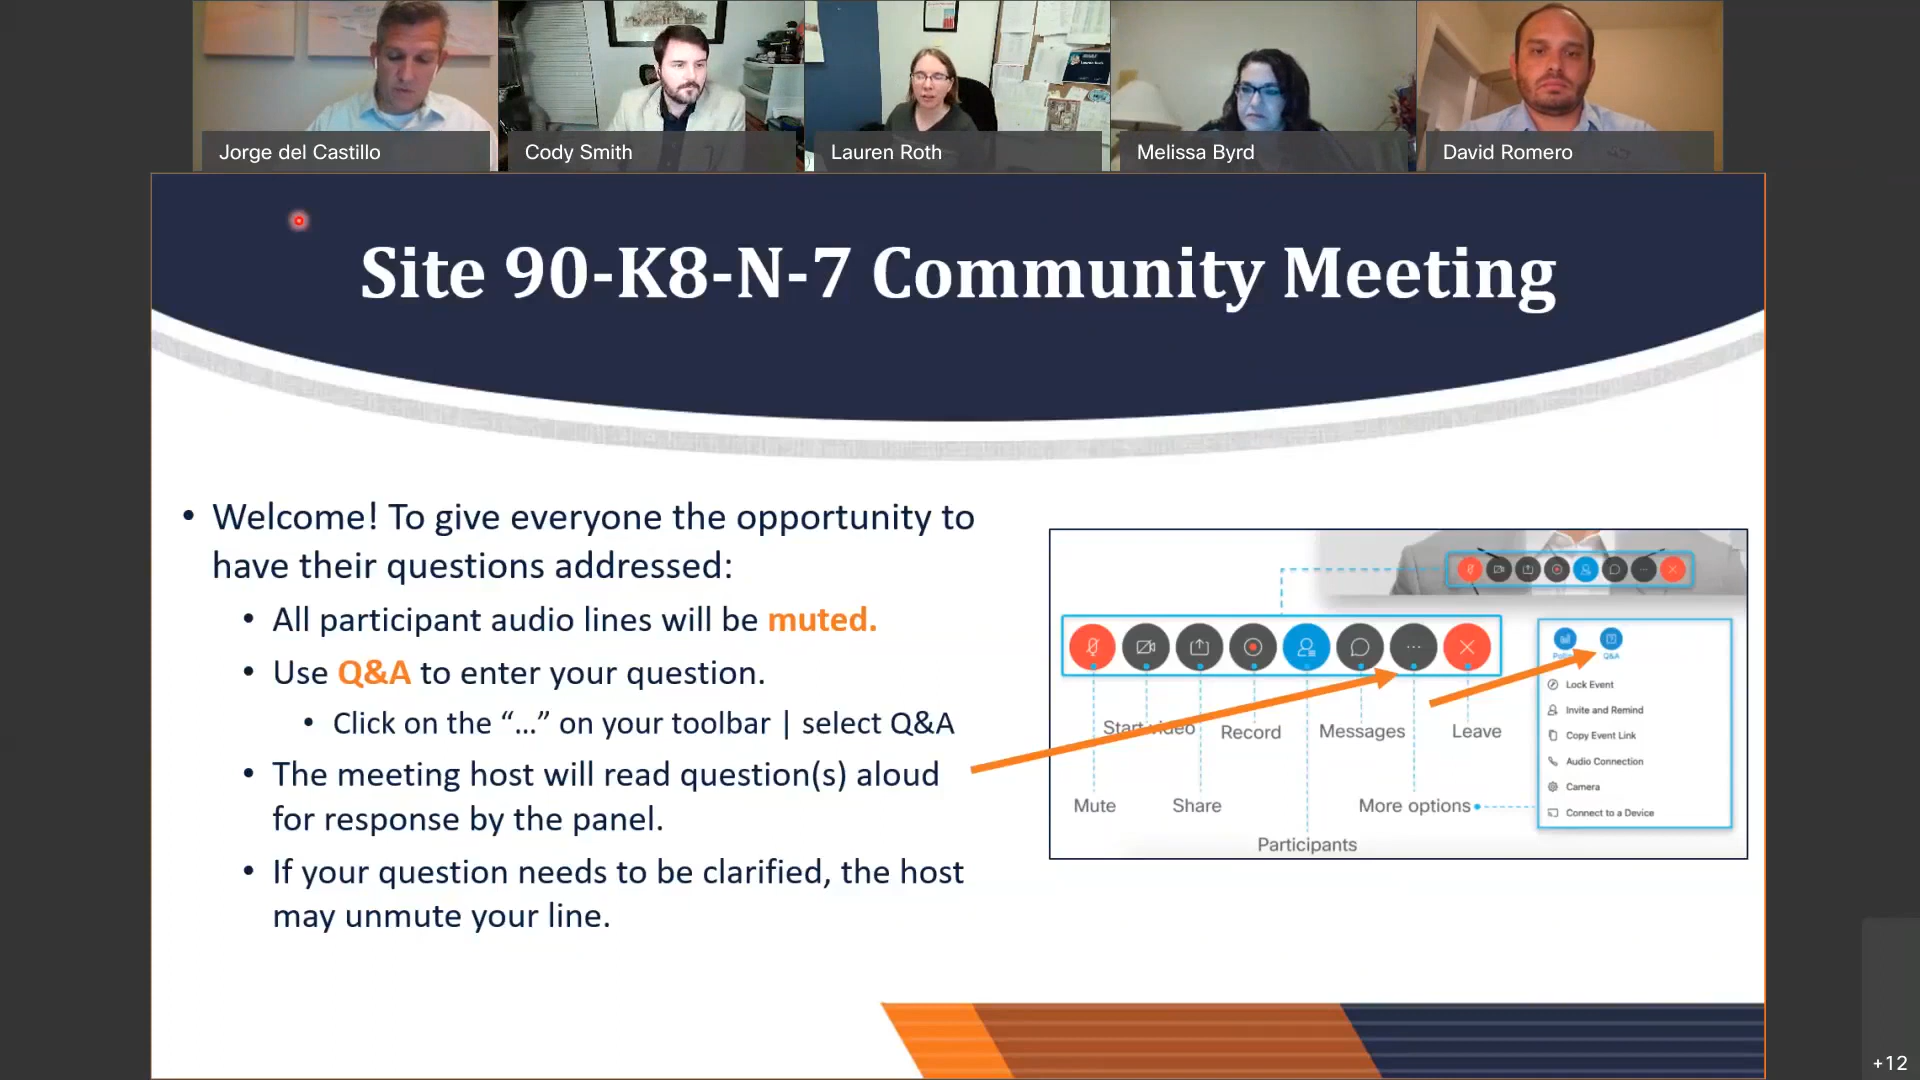 Jorge del Castillo
Cody Smith
Lauren Roth
Melissa Byrd
David Romero
Site 90-K8-N-7 Community Meeting
• Welcome! To give everyone the opportunity to
have their questions addressed:
• All participant audio lines will be muted.
• Use Q&A to enter your question.
• Click on the “…” on your toolbar | select Q&A
• The meeting host will read question(s) aloud
for response by the panel.
• If your question needs to be clarified, the host
may unmute your line.
Start video
Record
Messages
Leave
Mute
Share
More options
Participants
Q&A
Lock Event
Invite and Remind
Copy Event Link
Audio Connection
Camera
Connect to a Device
+12